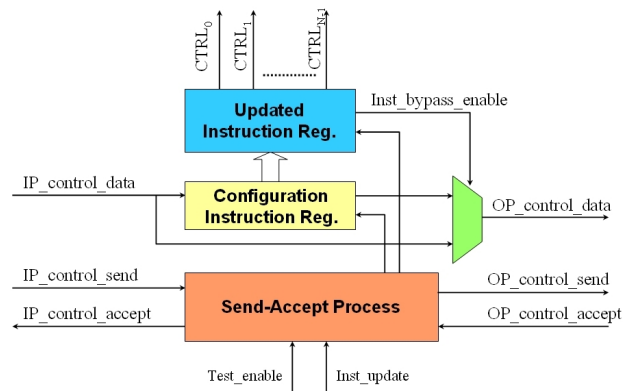 CTRL0
CTRL1
CTRLN-1
Updated
Instruction Reg.
Inst_bypass_enable
IP_control_data
Configuration
Instruction Reg.
OP_control_data
IP_control_send
Send-Accept Process
OP_control_send
IP_control_accept
OP_control_accept
Test_enable
Inst_update